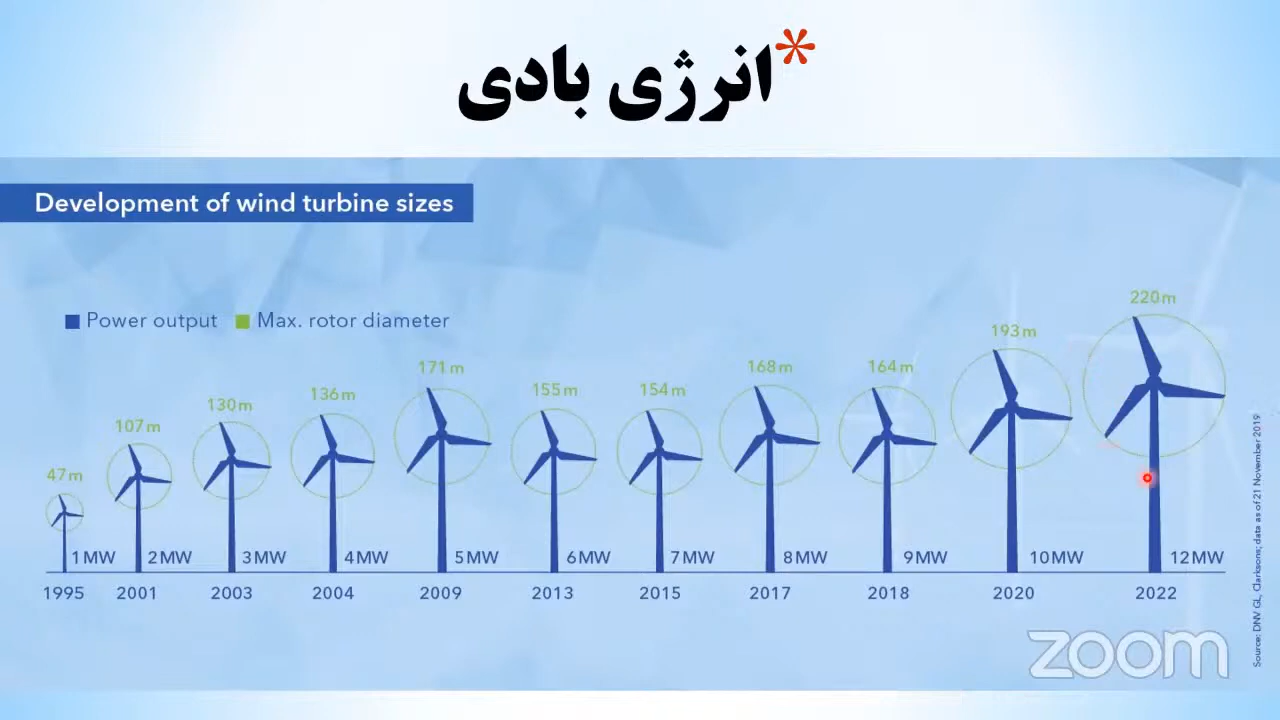 *انرژی بادی
Development of wind turbine sizes
Power output Max. rotor diameter
47 m 107 m 130 m 136 m 171 m 155 m 154 m 168 m 164 m 193 m 220 m
1 MW 2 MW 3 MW 4 MW 5 MW 6 MW 7 MW 8 MW 9 MW 10 MW 12 MW
1995 2001 2003 2004 2009 2013 2015 2017 2018 2020 2022
Source: DNV GL, Clarksons; data as of 21 November 2019
zoom